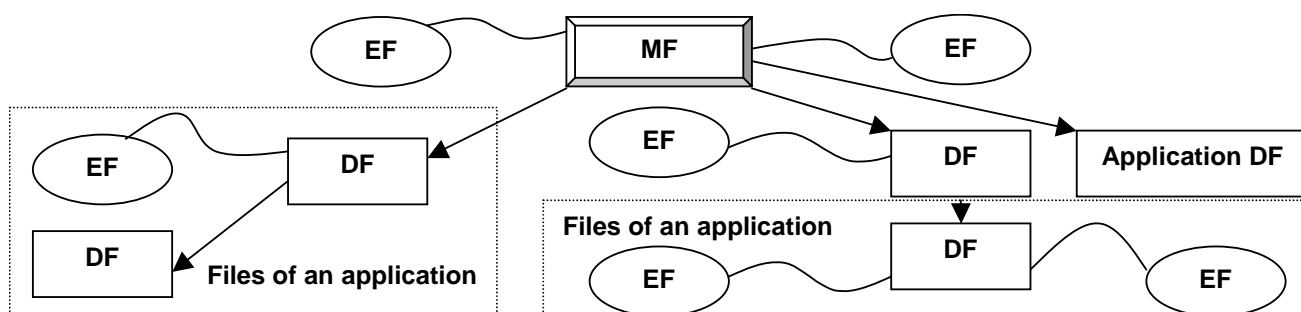 EF
MF
EF
EF
DF
EF
DF
Application DF
DF
Files of an application
Files of an application
EF
DF
EF